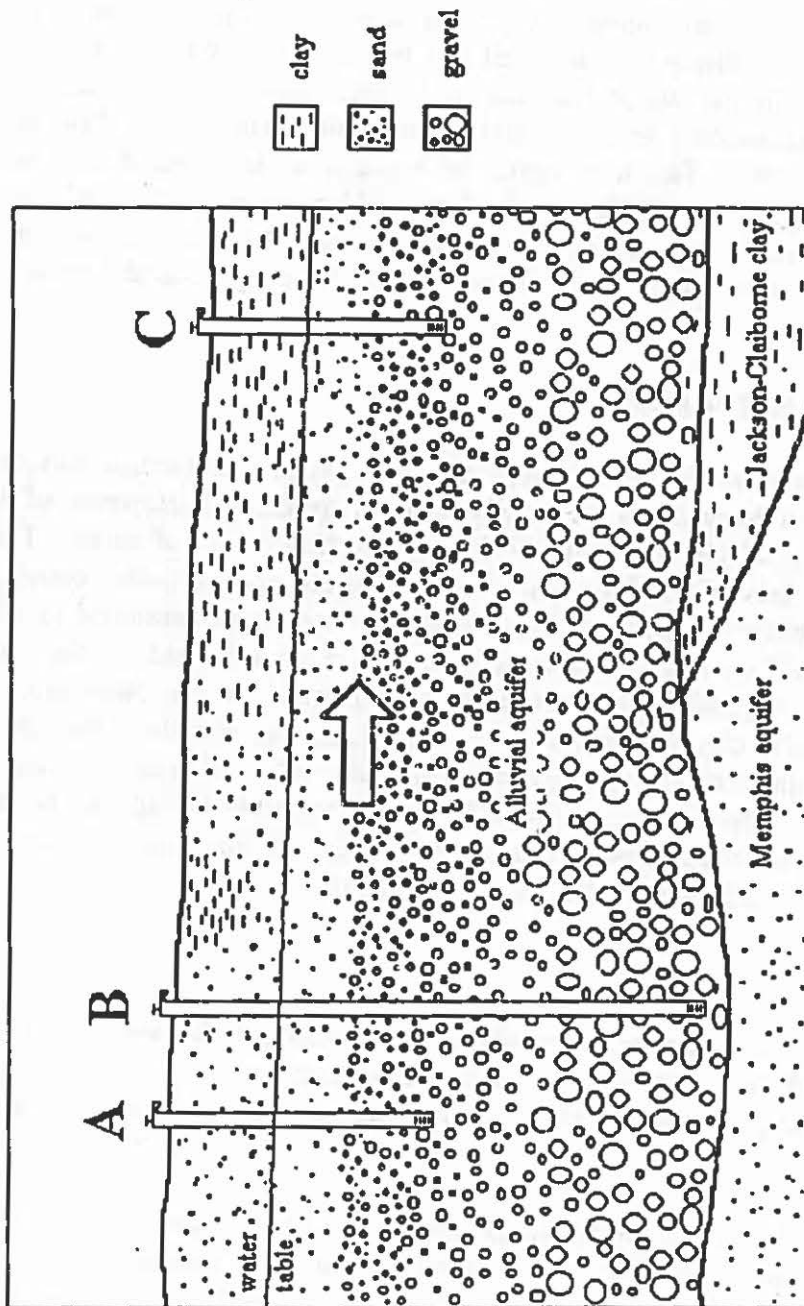 A
B
C
water
table
Alluvial aquifer
Memphis aquifer
Jackson-Claiborne clay
clay
sand
gravel